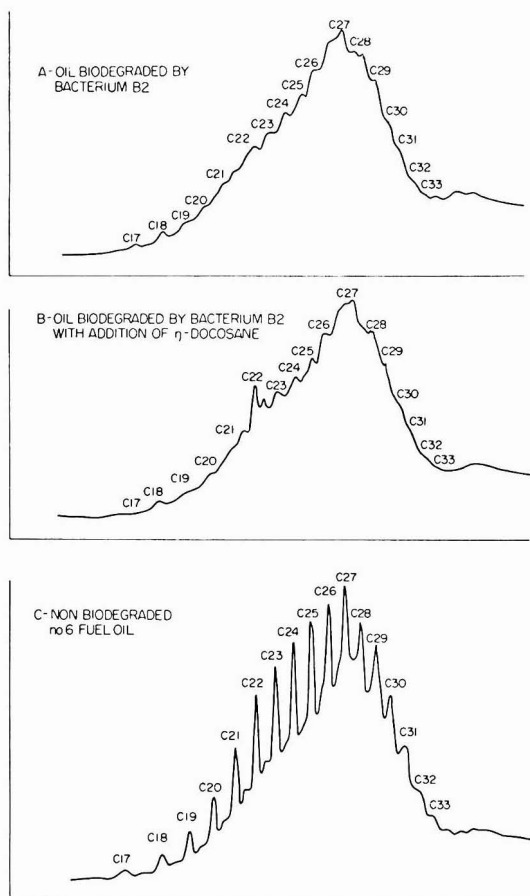 A-OIL BIODEGRADED BY
BACTERIUM B2
C17
C18
C19
C20
C21
C22
C23
C24
C25
C26
C27
C28
C29
C30
C31
C32
C33
B-OIL BIODEGRADED BY BACTERIUM B2
WITH ADDITION OF η-DOCOSANE
C17
C18
C19
C20
C21
C22
C23
C24
C25
C26
C27
C28
C29
C30
C31
C32
C33
C-NON BIODEGRADED
no6 FUEL OIL
C17
C18
C19
C20
C21
C22
C23
C24
C25
C26
C27
C28
C29
C30
C31
C32
C33